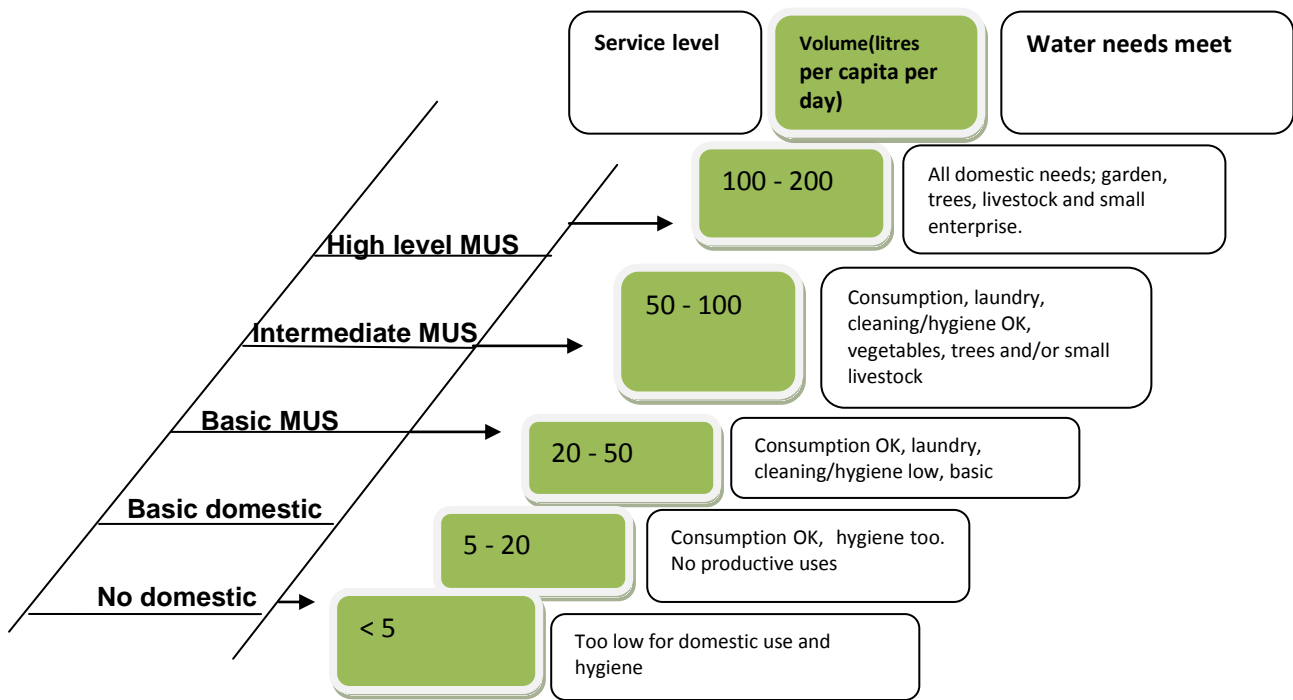 Service level
Volume(litres
per capita per
day)
Water needs meet
High level MUS
100 - 200
All domestic needs; garden,
trees, livestock and small
enterprise.
Intermediate MUS
50 - 100
Consumption, laundry,
cleaning/hygiene OK,
vegetables, trees and/or small
livestock
Basic MUS
20 - 50
Consumption OK, laundry,
cleaning/hygiene low, basic
Basic domestic
5 - 20
Consumption OK, hygiene too.
No productive uses
No domestic
< 5
Too low for domestic use and
hygiene